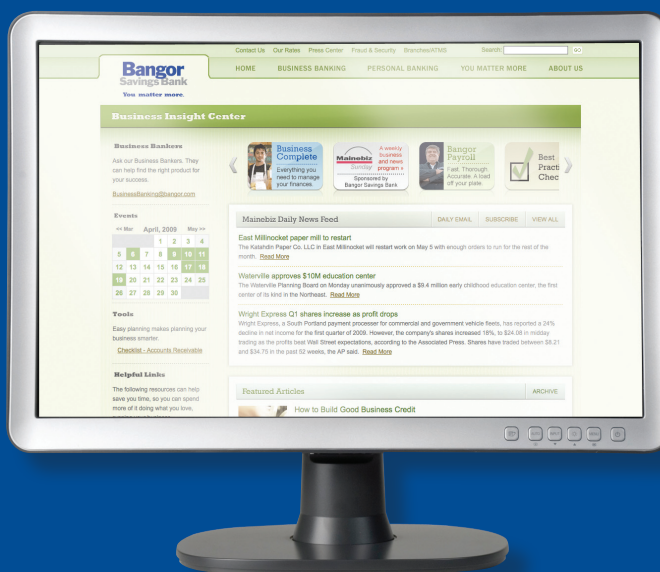 Contact Us Our Rates Press Center Fraud & Security Branches/ATMS Search: GO
Bangor
Savings Bank
You matter more.
HOME BUSINESS BANKING PERSONAL BANKING YOU MATTER MORE ABOUT US
Business Insight Center
Business Bankers
Ask our Business Bankers. They
can help find the right product for
your success.
BusinessBanking@bangor.com
Events
<< Mar April, 2009 May >>
1 2 3 4
5 6 7 8 9 10 11
12 13 14 15 16 17 18
19 20 21 22 23 24 25
26 27 28 29 30
Tools
Easy planning makes planning your
business smarter.
Checklist - Accounts Receivable
Helpful Links
The following resources can help
save you time, so you can spend
more of it doing what you love,
Business
Complete
Everything you
need to manage
your finances.
Mainebiz
Sunday
A weekly
business
and news
program »
Sponsored by
Bangor Savings Bank
Bangor
Payroll
Fast. Thorough.
Accurate. A load
off your plate.
Best
Practi
Chec
Mainebiz Daily News Feed DAILY EMAIL SUBSCRIBE VIEW ALL
East Millinocket paper mill to restart
The Katahdin Paper Co. LLC in East Millinocket will restart work on May 5 with enough orders to run for the rest of the
month. Read More
Waterville approves $10M education center
The Waterville Planning Board on Monday unanimously approved a $9.4 million early childhood education center, the first
center of its kind in the Northeast. Read More
Wright Express Q1 shares increase as profit drops
Wright Express, a South Portland payment processer for commercial and government vehicle fleets, has reported a 24%
decline in net income for the first quarter of 2009. However, the company's shares increased 18%, to $24.08 in midday
trading as the profits beat Wall Street expectations, according to the Associated Press. Shares have traded between $8.21
and $34.75 in the past 52 weeks, the AP said. Read More
Featured Articles ARCHIVE
How to Build Good Business Credit